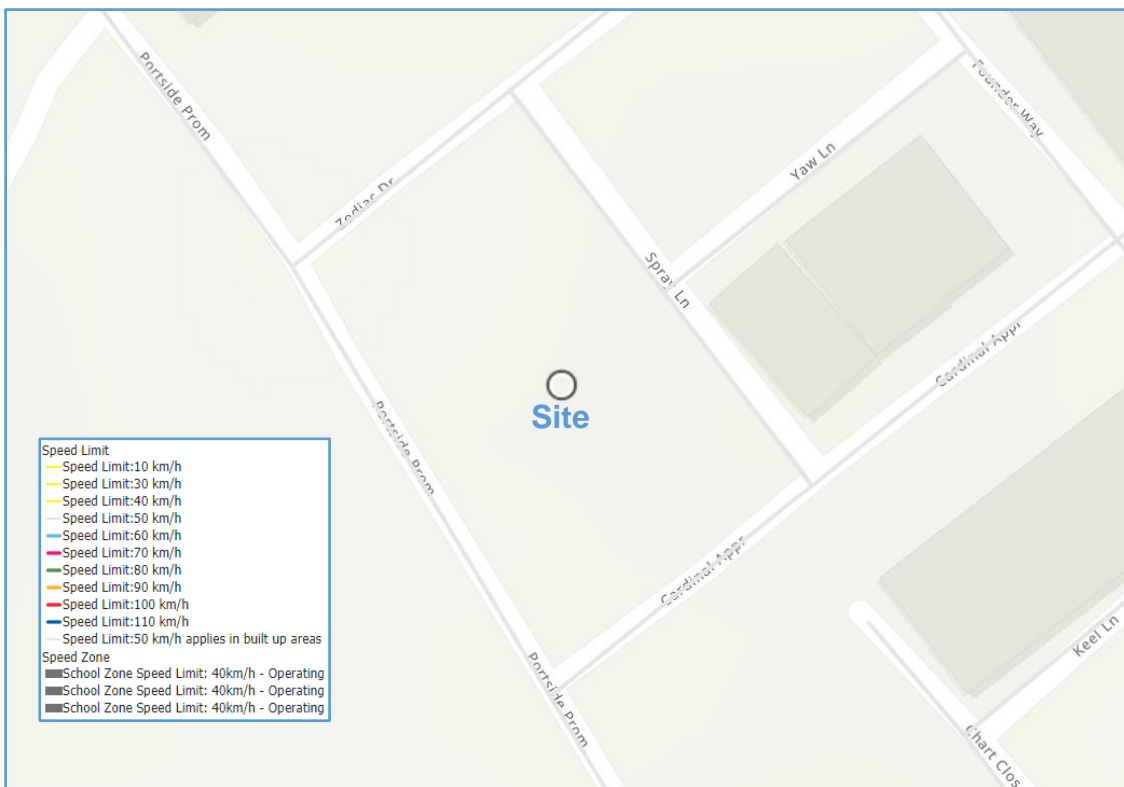 Portside Prom
Founder Way
Yaw Ln
Zodiac Dr
Spray Ln
Cardinal Appr
Site
Portside Prom
Speed Limit
Speed Limit:10 km/h
Speed Limit:30 km/h
Speed Limit:40 km/h
Speed Limit:50 km/h
Speed Limit:60 km/h
Speed Limit:70 km/h
Speed Limit:80 km/h
Speed Limit:90 km/h
Speed Limit:100 km/h
Speed Limit:110 km/h
Speed Limit:50 km/h applies in built up areas
Speed Zone
School Zone Speed Limit: 40km/h - Operating
School Zone Speed Limit: 40km/h - Operating
School Zone Speed Limit: 40km/h - Operating
Cardinal Appr
Keel Ln
Portside Prom
Chart Clos